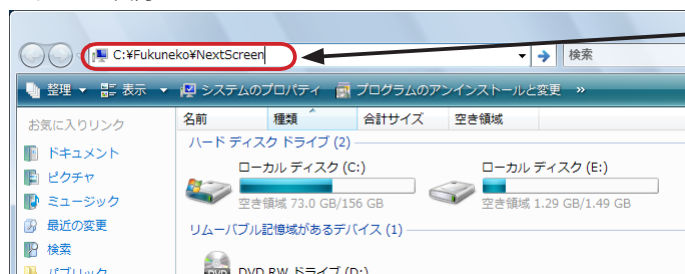 C:¥Fukuneko¥NextScreen
検索
整理 表示 システムのプロパティ プログラムのアンインストールと変更 »
お気に入りリンク
ドキュメント
ピクチャ
ミュージック
最近の変更
検索
パブリック
名前 種類 合計サイズ 空き領域
ハード ディスク ドライブ (2)
ローカル ディスク (C:)
空き領域 73.0 GB/156 GB
ローカル ディスク (E:)
空き領域 1.29 GB/1.49 GB
リムーバブル記憶域があるデバイス (1)
DVD RW ドライブ (D:)